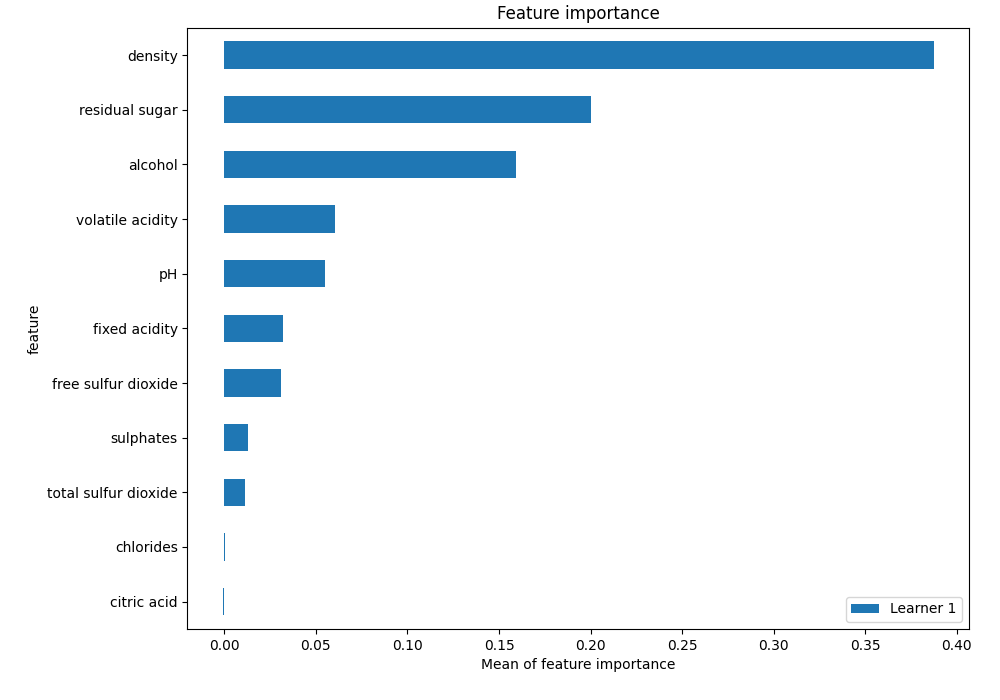 Feature importance
density
residual sugar
alcohol
volatile acidity
pH
fixed acidity
free sulfur dioxide
sulphates
total sulfur dioxide
chlorides
citric acid
feature
Learner 1
0.00 0.05 0.10 0.15 0.20 0.25 0.30 0.35 0.40
Mean of feature importance